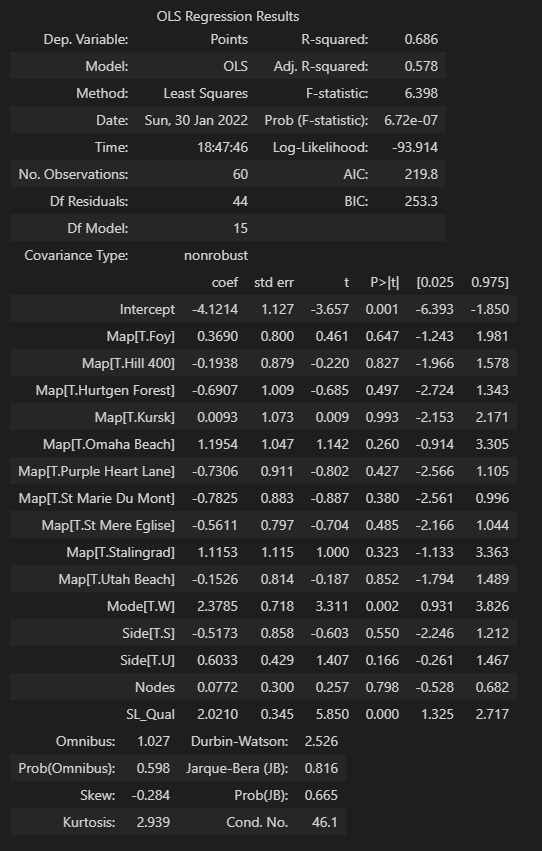 OLS Regression Results
Dep. Variable: Points R-squared: 0.686
Model: OLS Adj. R-squared: 0.578
Method: Least Squares F-statistic: 6.398
Date: Sun, 30 Jan 2022 Prob (F-statistic): 6.72e-07
Time: 18:47:46 Log-Likelihood: -93.914
No. Observations: 60 AIC: 219.8
Df Residuals: 44 BIC: 253.3
Df Model: 15
Covariance Type: nonrobust
coef std err t P>|t| [0.025 0.975]
Intercept -4.1214 1.127 -3.657 0.001 -6.393 -1.850
Map[T.Foy] 0.3690 0.800 0.461 0.647 -1.243 1.981
Map[T.Hill 400] -0.1938 0.879 -0.220 0.827 -1.966 1.578
Map[T.Hurtgen Forest] -0.6907 1.009 -0.685 0.497 -2.724 1.343
Map[T.Kursk] 0.0093 1.073 0.009 0.993 -2.153 2.171
Map[T.Omaha Beach] 1.1954 1.047 1.142 0.260 -0.914 3.305
Map[T.Purple Heart Lane] -0.7306 0.911 -0.802 0.427 -2.566 1.105
Map[T.St Marie Du Mont] -0.7825 0.883 -0.887 0.380 -2.561 0.996
Map[T.St Mere Eglise] -0.5611 0.797 -0.704 0.485 -2.166 1.044
Map[T.Stalingrad] 1.1153 1.115 1.000 0.323 -1.133 3.363
Map[T.Utah Beach] -0.1526 0.814 -0.187 0.852 -1.794 1.489
Mode[T.W] 2.3785 0.718 3.311 0.002 0.931 3.826
Side[T.S] -0.5173 0.858 -0.603 0.550 -2.246 1.212
Side[T.U] 0.6033 0.429 1.407 0.166 -0.261 1.467
Nodes 0.0772 0.300 0.257 0.798 -0.528 0.682
SL_Qual 2.0210 0.345 5.850 0.000 1.325 2.717
Omnibus: 1.027 Durbin-Watson: 2.526
Prob(Omnibus): 0.598 Jarque-Bera (JB): 0.816
Skew: -0.284 Prob(JB): 0.665
Kurtosis: 2.939 Cond. No. 46.1